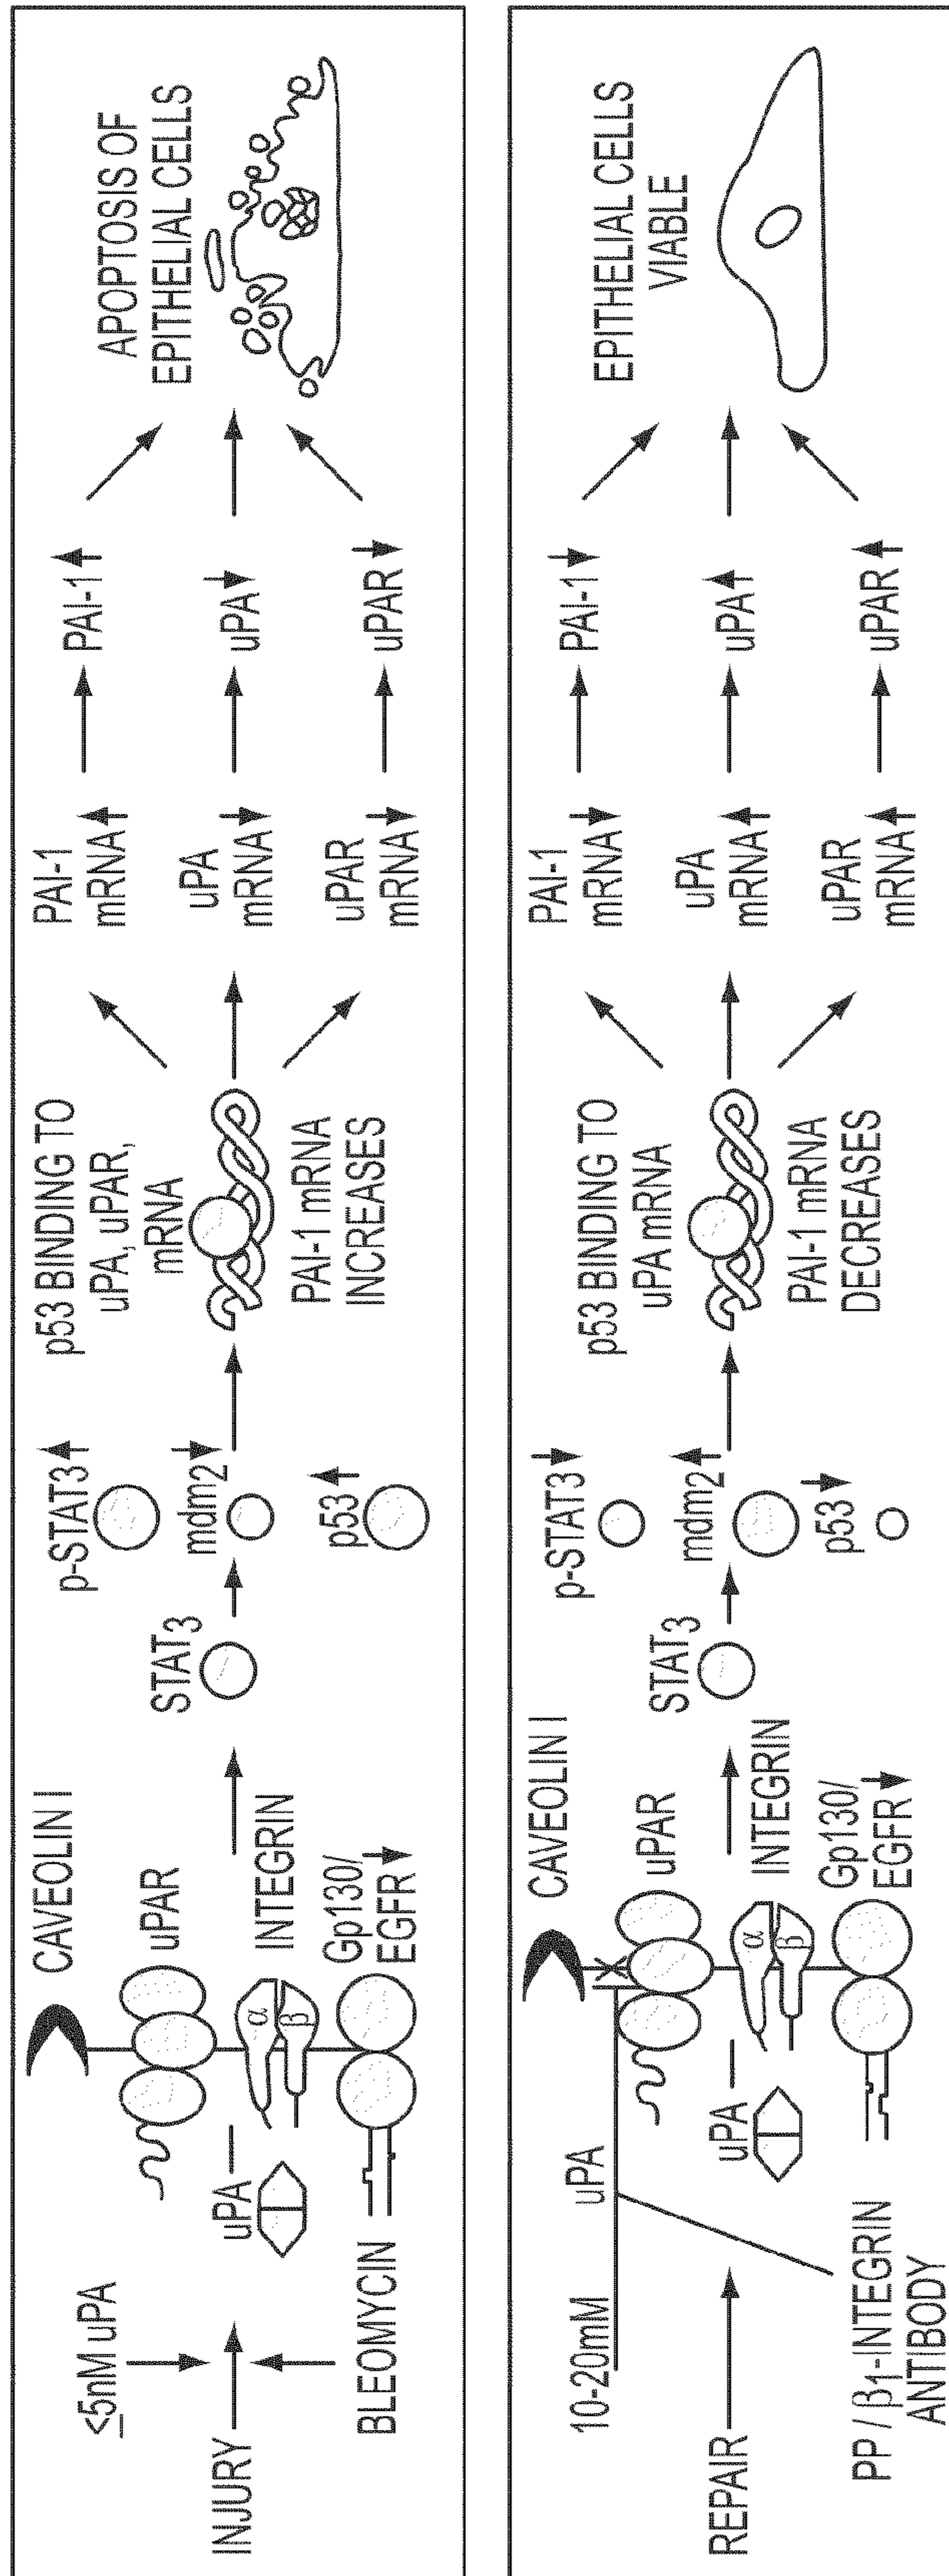 INJURY
≤5nM uPA
BLEOMYCIN
CAVEOLIN I
uPAR
uPA
α
β
INTEGRIN
Gp130/
EGFR
STAT3
p-STAT3
mdm2
p53
p53 BINDING TO
uPA, uPAR,
mRNA
PAI-1 mRNA
INCREASES
PAI-1
mRNA
uPA
mRNA
uPAR
mRNA
PAI-1
uPA
uPAR
APOPTOSIS OF
EPITHELIAL CELLS
REPAIR
10-20mM
uPA
PP / β1-INTEGRIN
ANTIBODY
CAVEOLIN I
uPAR
uPA
α
β
INTEGRIN
Gp130/
EGFR
STAT3
p-STAT3
mdm2
p53
p53 BINDING TO
uPA mRNA
PAI-1 mRNA
DECREASES
PAI-1
mRNA
uPA
mRNA
uPAR
mRNA
PAI-1
uPA
uPAR
EPITHELIAL CELLS
VIABLE